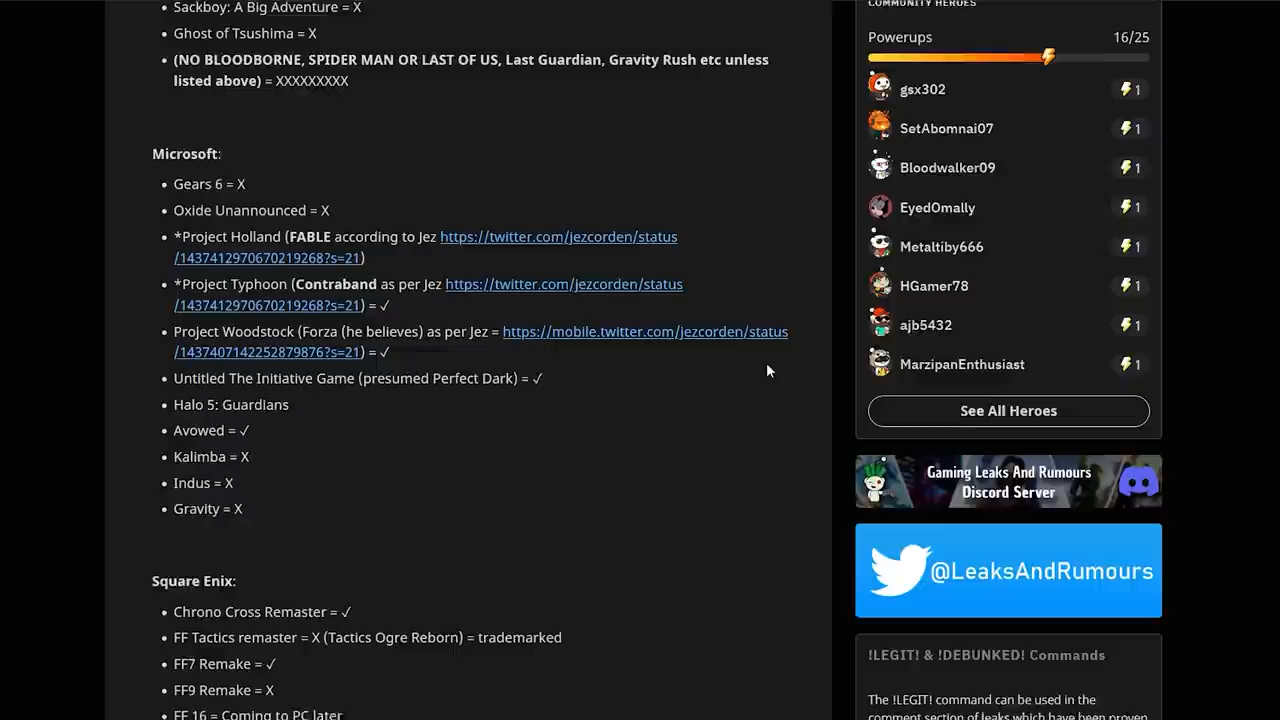 • Sackboy: A Big Adventure = X
• Ghost of Tsushima = X
• (NO BLOODBORNE, SPIDER MAN OR LAST OF US, Last Guardian, Gravity Rush etc unless
listed above) = XXXXXXXXX
Microsoft:
• Gears 6 = X
• Oxide Unannounced = X
• *Project Holland (FABLE according to Jez https://twitter.com/jezcorden/status
/1437412970670219268?s=21)
• *Project Typhoon (Contraband as per Jez https://twitter.com/jezcorden/status
/1437412970670219268?s=21) = ✓
• Project Woodstock (Forza (he believes) as per Jez = https://mobile.twitter.com/jezcorden/status
/1437407142252879876?s=21) = ✓
• Untitled The Initiative Game (presumed Perfect Dark) = ✓
• Halo 5: Guardians
• Avowed = ✓
• Kalimba = X
• Indus = X
• Gravity = X
Square Enix:
• Chrono Cross Remaster = ✓
• FF Tactics remaster = X (Tactics Ogre Reborn) = trademarked
• FF7 Remake = ✓
• FF9 Remake = X
• FF 16 = Coming to PC later
COMMUNITY HEROES
Powerups 16/25
gsx302 1
SetAbomnai07 1
Bloodwalker09 1
EyedOmally 1
Metaltiby666 1
HGamer78 1
ajb5432 1
MarzipanEnthusiast 1
See All Heroes
Gaming Leaks And Rumours
Discord Server
@LeaksAndRumours
!LEGIT! & !DEBUNKED! Commands
The !LEGIT! command can be used in the
comment section of leaks which have been proven